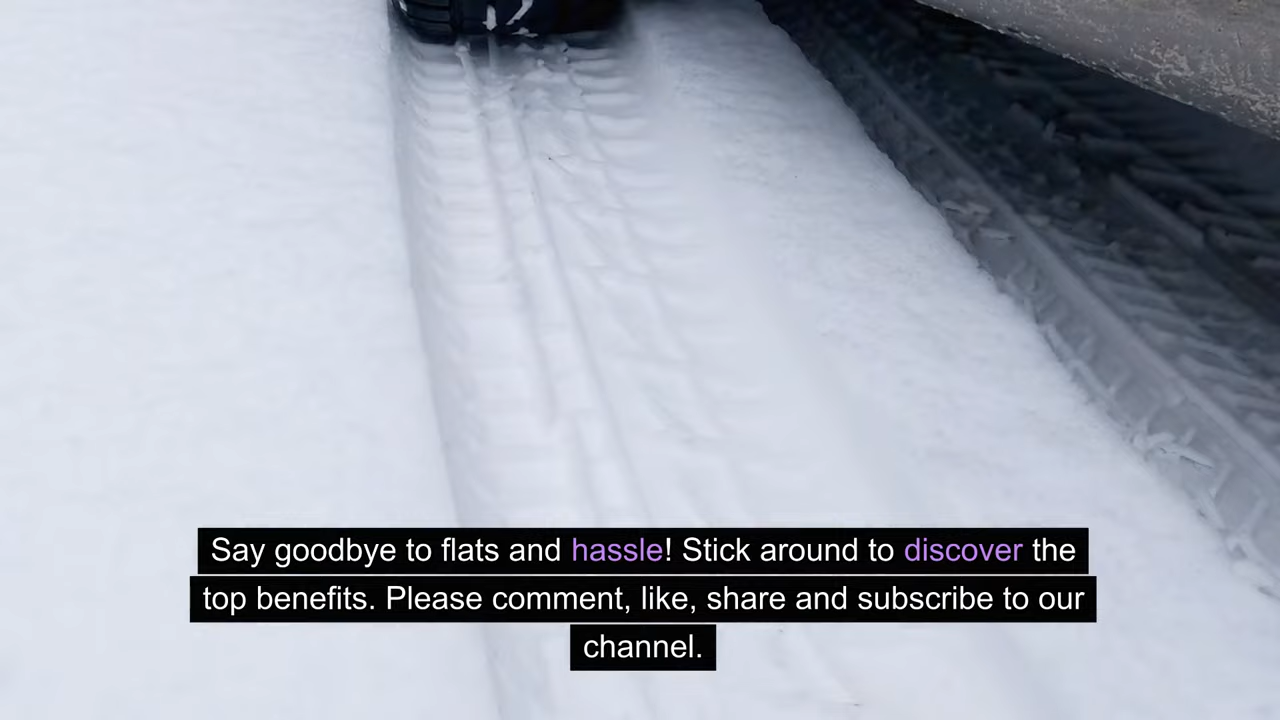 Say goodbye to flats and hassle! Stick around to discover the
top benefits. Please comment, like, share and subscribe to our
channel.